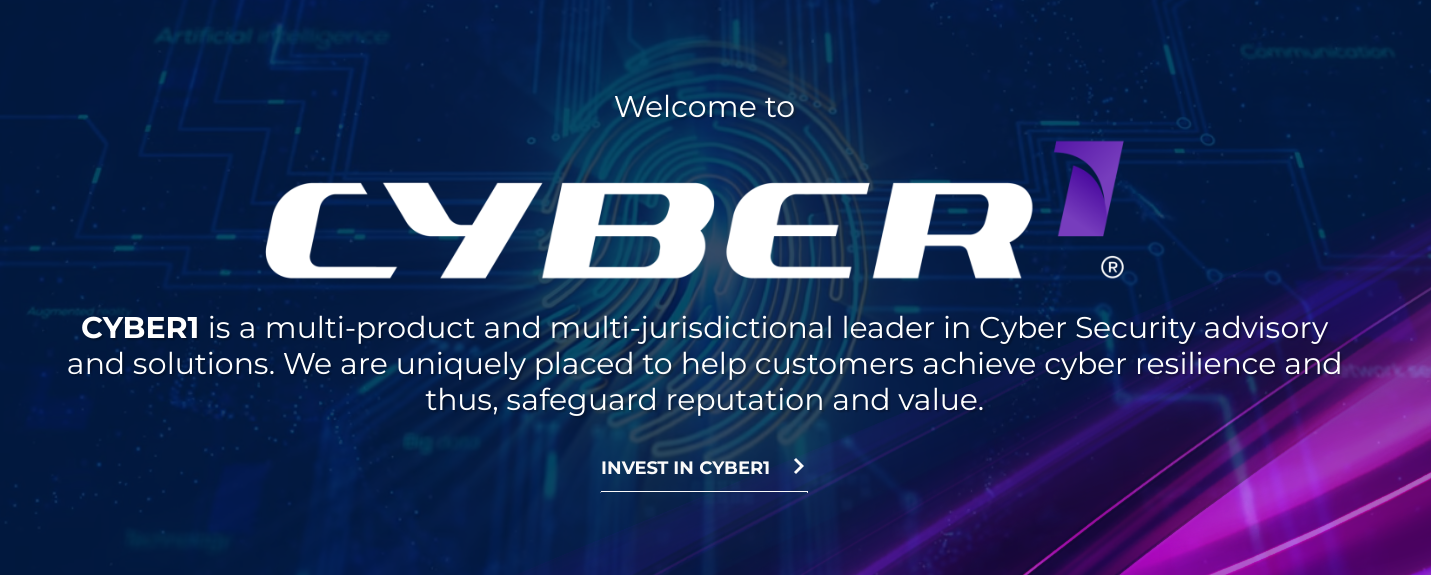 Artificial intelligence
Communication
Welcome to
CYBER1
®
CYBER1 is a multi-product and multi-jurisdictional leader in Cyber Security advisory
and solutions. We are uniquely placed to help customers achieve cyber resilience and
thus, safeguard reputation and value.
INVEST IN CYBER1
Technology